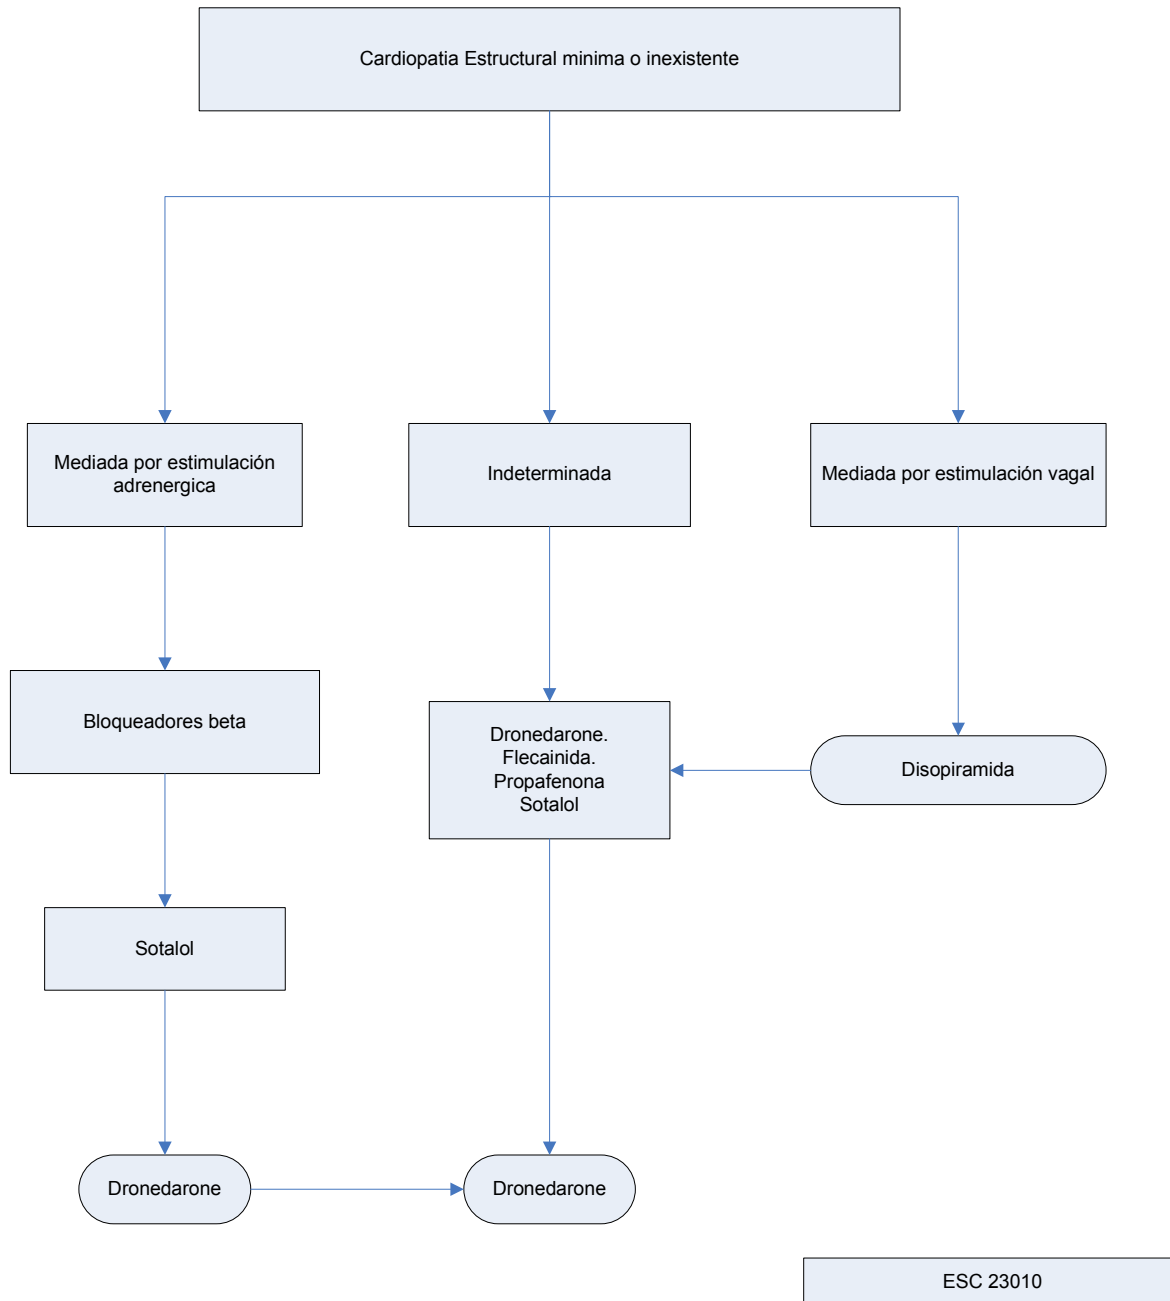 Cardiopatia Estructural minima o inexistente
Mediada por estimulación
adrenergica
Indeterminada
Mediada por estimulación vagal
Bloqueadores beta
Dronedarone.
Flecainida.
Propafenona
Sotalol
Disopiramida
Sotalol
Dronedarone
Dronedarone
ESC 23010